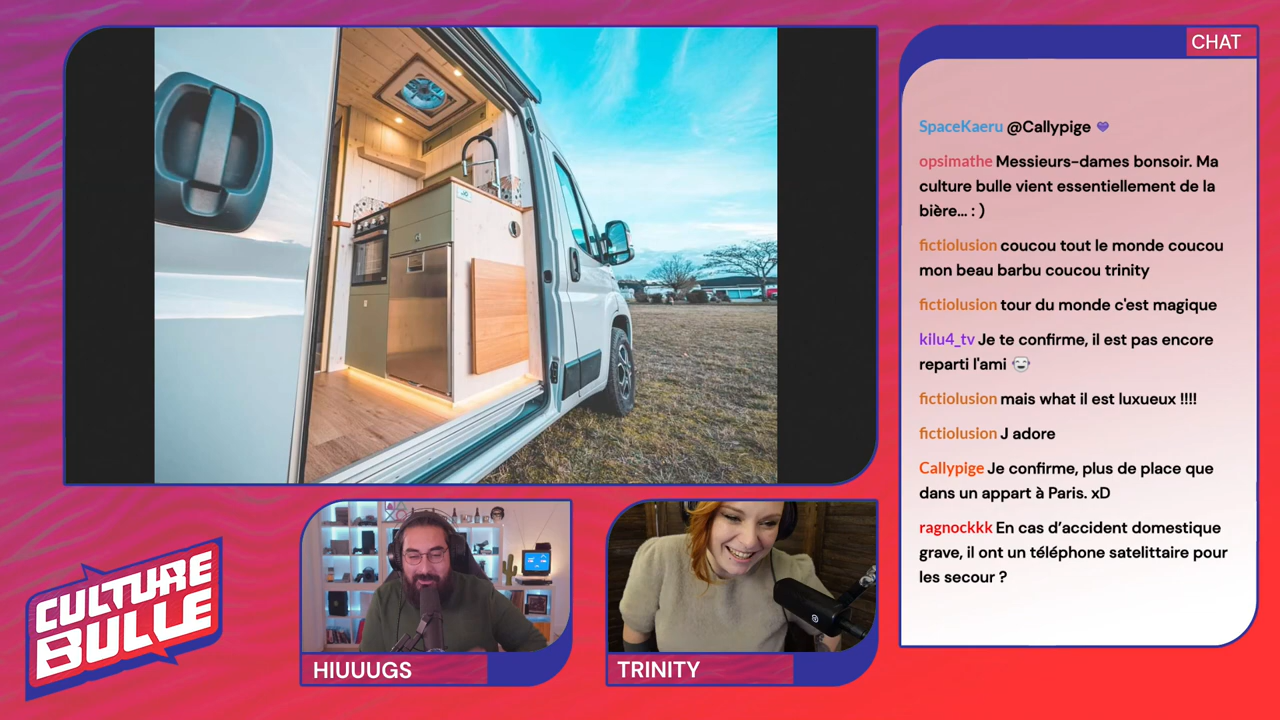 CHAT
SpaceKaeru @Callypige
opsimathe Messieurs-dames bonsoir. Ma
culture bulle vient essentiellement de la
bière... : )
fictiolusion coucou tout le monde coucou
mon beau barbu coucou trinity
fictiolusion tour du monde c'est magique
kilu4_tv Je te confirme, il est pas encore
reparti l'ami
fictiolusion mais what il est luxueux !!!!
fictiolusion J adore
Callypige Je confirme, plus de place que
dans un appart à Paris. xD
ragnockkk En cas d’accident domestique
grave, il ont un téléphone satelittaire pour
les secour ?
CULTURE
BULLE
HIUUUGS
TRINITY